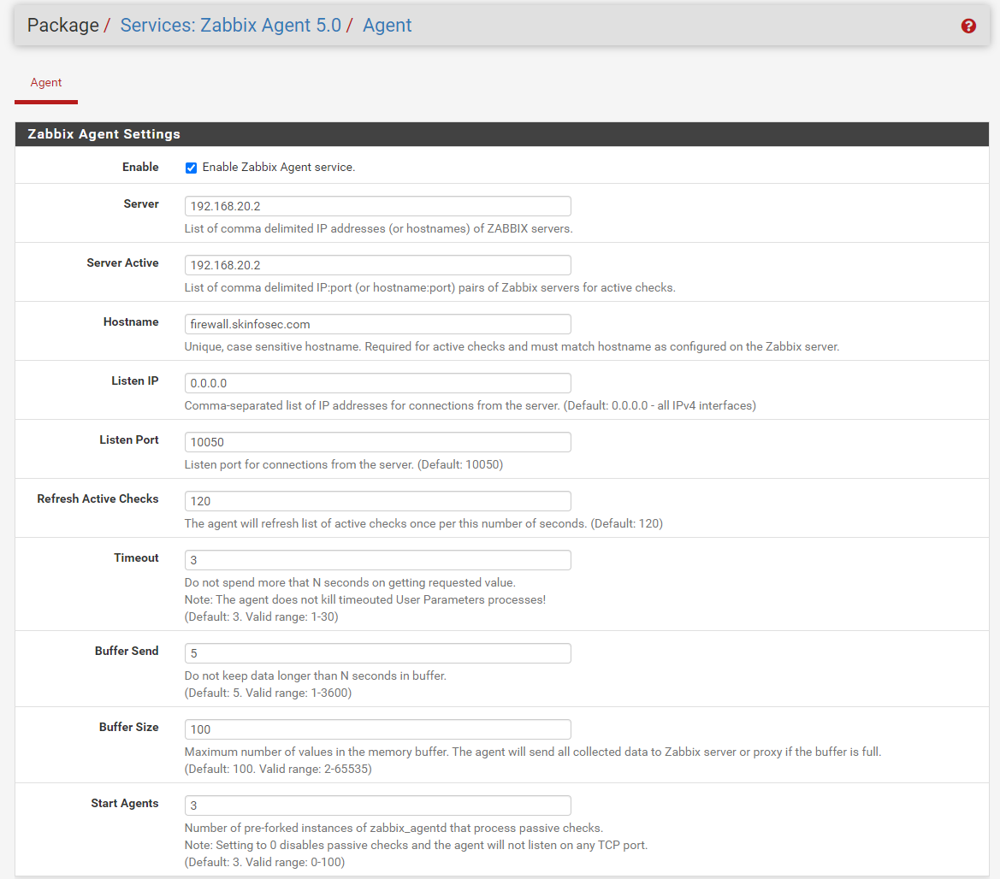 Package / Services: Zabbix Agent 5.0 / Agent
?
Agent
Zabbix Agent Settings
Enable Enable Zabbix Agent service.
Server 192.168.20.2
List of comma delimited IP addresses (or hostnames) of ZABBIX servers.
Server Active 192.168.20.2
List of comma delimited IP:port (or hostname:port) pairs of Zabbix servers for active checks.
Hostname firewall.skinfosec.com
Unique, case sensitive hostname. Required for active checks and must match hostname as configured on the Zabbix server.
Listen IP 0.0.0.0
Comma-separated list of IP addresses for connections from the server. (Default: 0.0.0.0 - all IPv4 interfaces)
Listen Port 10050
Listen port for connections from the server. (Default: 10050)
Refresh Active Checks 120
The agent will refresh list of active checks once per this number of seconds. (Default: 120)
Timeout 3
Do not spend more that N seconds on getting requested value.
Note: The agent does not kill timeouted User Parameters processes!
(Default: 3. Valid range: 1-30)
Buffer Send 5
Do not keep data longer than N seconds in buffer.
(Default: 5. Valid range: 1-3600)
Buffer Size 100
Maximum number of values in the memory buffer. The agent will send all collected data to Zabbix server or proxy if the buffer is full.
(Default: 100. Valid range: 2-65535)
Start Agents 3
Number of pre-forked instances of zabbix_agentd that process passive checks.
Note: Setting to 0 disables passive checks and the agent will not listen on any TCP port.
(Default: 3. Valid range: 0-100)